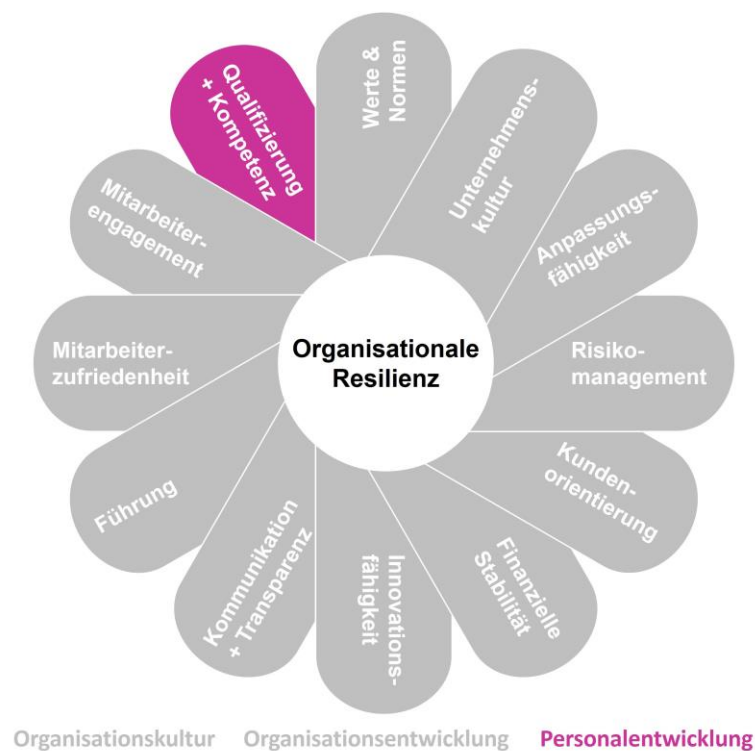 Organisationale
Resilienz
Werte &
Normen
Unternehmens-
kultur
Anpassungs-
fähigkeit
Risiko-
management
Kunden-
orientierung
Finanzielle
Stabilität
Innovations-
fähigkeit
Kommunikation
+ Transparenz
Führung
Mitarbeiter-
zufriedenheit
Mitarbeiter-
engagement
Qualifizierung
+ Kompetenz
Organisationskultur Organisationsentwicklung Personalentwicklung